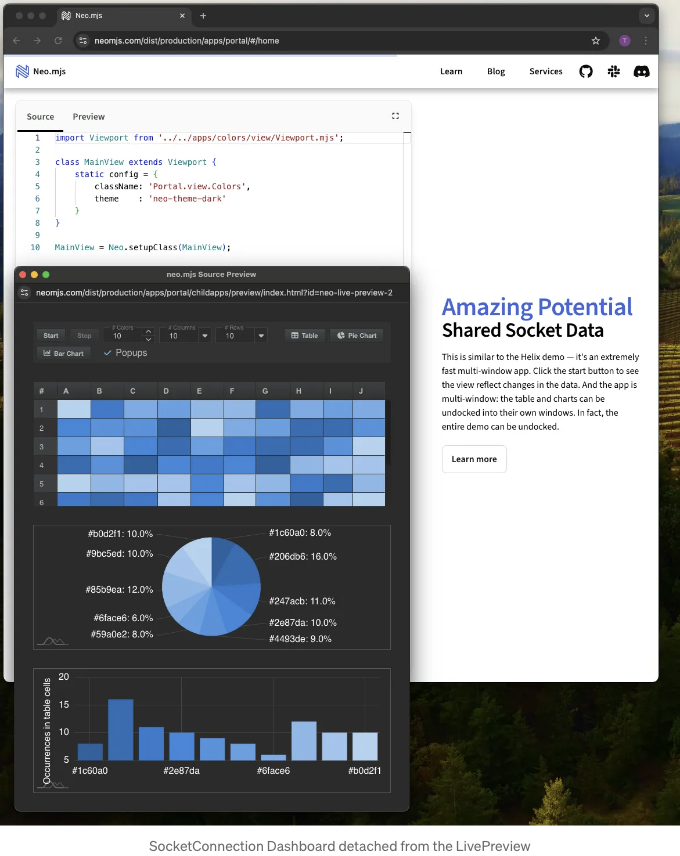 Neo.mjs
neomjs.com/dist/production/apps/portal/#/home
T
Neo.mjs
Learn
Blog
Services
Source
Preview
1 import Viewport from '../../apps/colors/view/Viewport.mjs';
2
3 class MainView extends Viewport {
4 static config = {
5 className: 'Portal.view.Colors',
6 theme : 'neo-theme-dark'
7 }
8 }
9
10 MainView = Neo.setupClass(MainView);
neo.mjs Source Preview
neomjs.com/dist/production/apps/portal/childapps/preview/index.html?id=neo-live-preview-2
Start
Stop
# Colors
10
# Columns
10
# Rows
10
Table
Pie Chart
Bar Chart
Popups
# A B C D E F G H I J
1
2
3
4
5
6
#b0d2f1: 10.0%
#9bc5ed: 10.0%
#85b9ea: 12.0%
#6face6: 6.0%
#59a0e2: 8.0%
#1c60a0: 8.0%
#206db6: 16.0%
#247acb: 11.0%
#2e87da: 10.0%
#4493de: 9.0%
Occurrences in table cells
20
15
10
5
#1c60a0
#2e87da
#6face6
#b0d2f1
Amazing Potential
Shared Socket Data
This is similar to the Helix demo — it's an extremely
fast multi-window app. Click the start button to see
the view reflect changes in the data. And the app is
multi-window: the table and charts can be
undocked into their own windows. In fact, the
entire demo can be undocked.
Learn more
SocketConnection Dashboard detached from the LivePreview